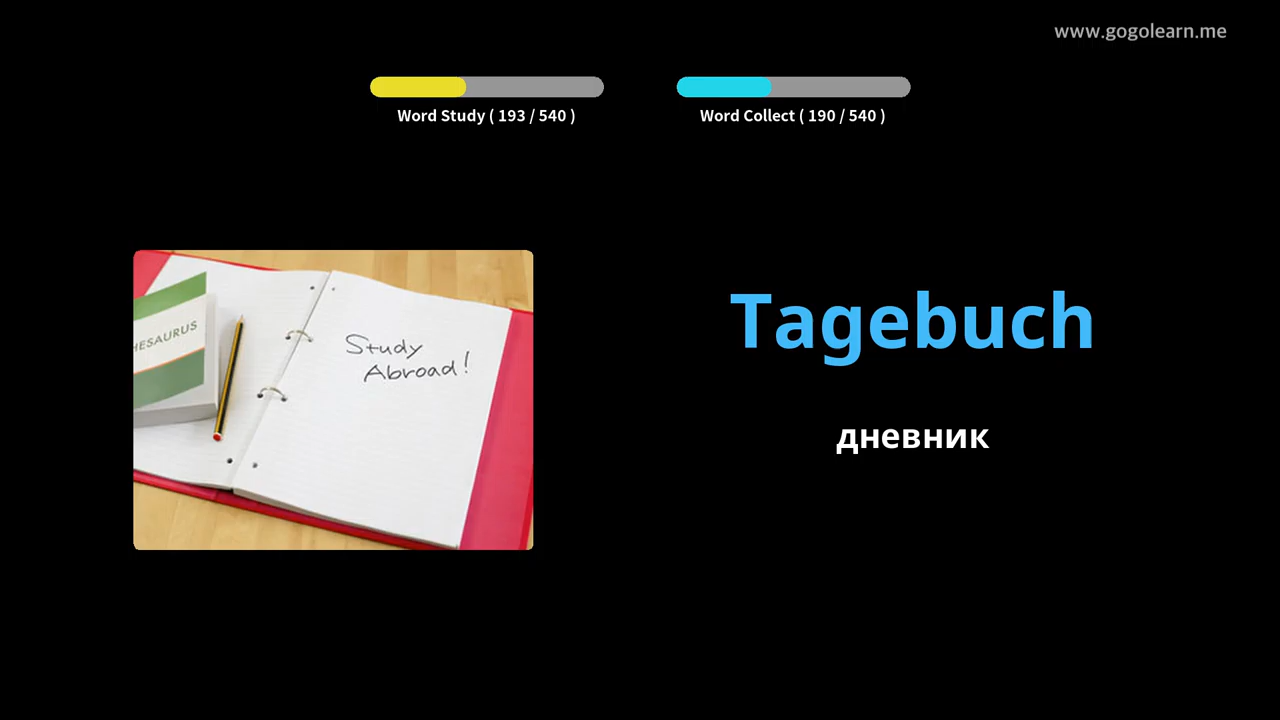 www.gogolearn.me
Word Study ( 193 / 540 )
Word Collect ( 190 / 540 )
HESAURUS
Study
Abroad!
Tagebuch
дневник